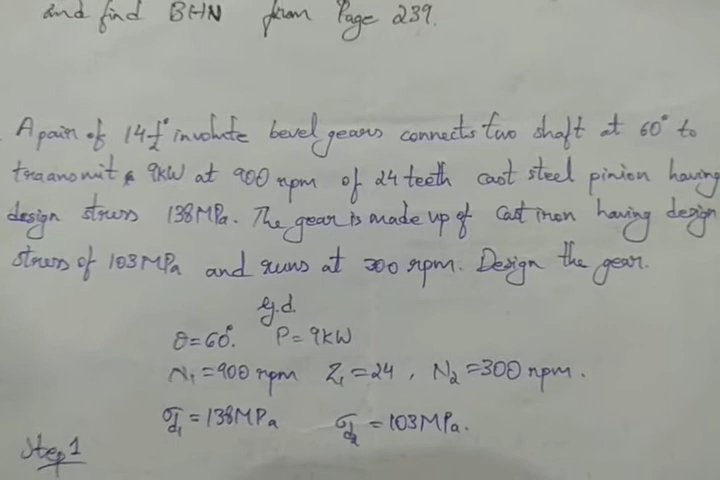 and find BHN from Page 239.
A pair of 14½° involute bevel gears connects two shaft at 60° to
traansmit 9kW at 900 rpm of 24 teeth cast steel pinion having
design stress 138MPa. The gear is made up of Cast iron having design
stress of 103MPa and runs at 300 rpm. Design the gear.
g.d.
θ=60°. P=9kW
N₁=900 rpm Z₁=24, N₂=300 rpm.
σd₁=138MPa σd₂=103MPa.
Step 1